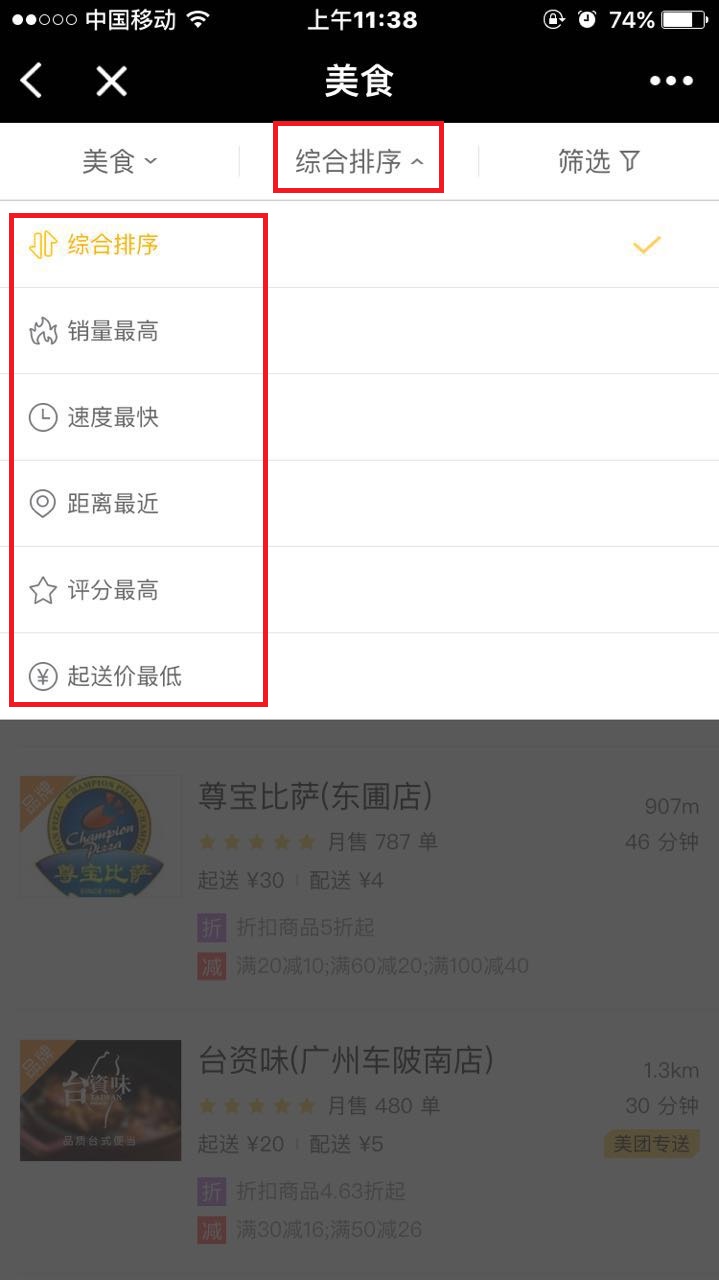 中国移动 上午11:38 74%
美食
美食 综合排序 筛选
综合排序
销量最高
速度最快
距离最近
评分最高
起送价最低
品牌
CHAMPION PIZZA
Champion
Pizza
尊宝比萨
尊宝比萨(东圃店)
907m
月售 787 单
46 分钟
起送 ¥30 配送 ¥4
折 折扣商品5折起
减 满20减10;满60减20;满100减40
品牌
台資味
TAIWAN
品质台式便当
台资味(广州车陂南店)
1.3km
月售 480 单
30 分钟
起送 ¥20 配送 ¥5
美团专送
折 折扣商品4.63折起
减 满30减16;满50减26